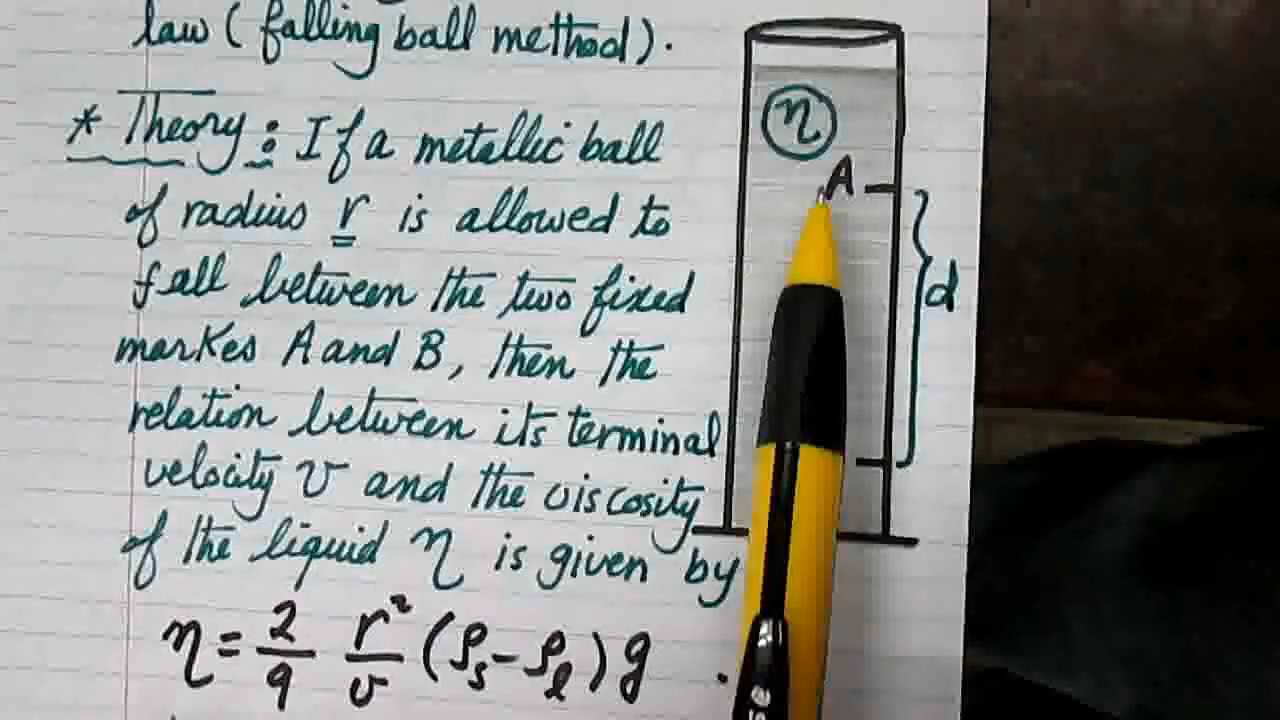 law (falling ball method).
* Theory: If a metallic ball
of radius r is allowed to
fall between the two fixed
markes A and B, then the
relation between its terminal
velocity v and the viscosity
of the liquid η is given by
η = 2/9 r²/v (ρs - ρl) g .
η
A
d
se